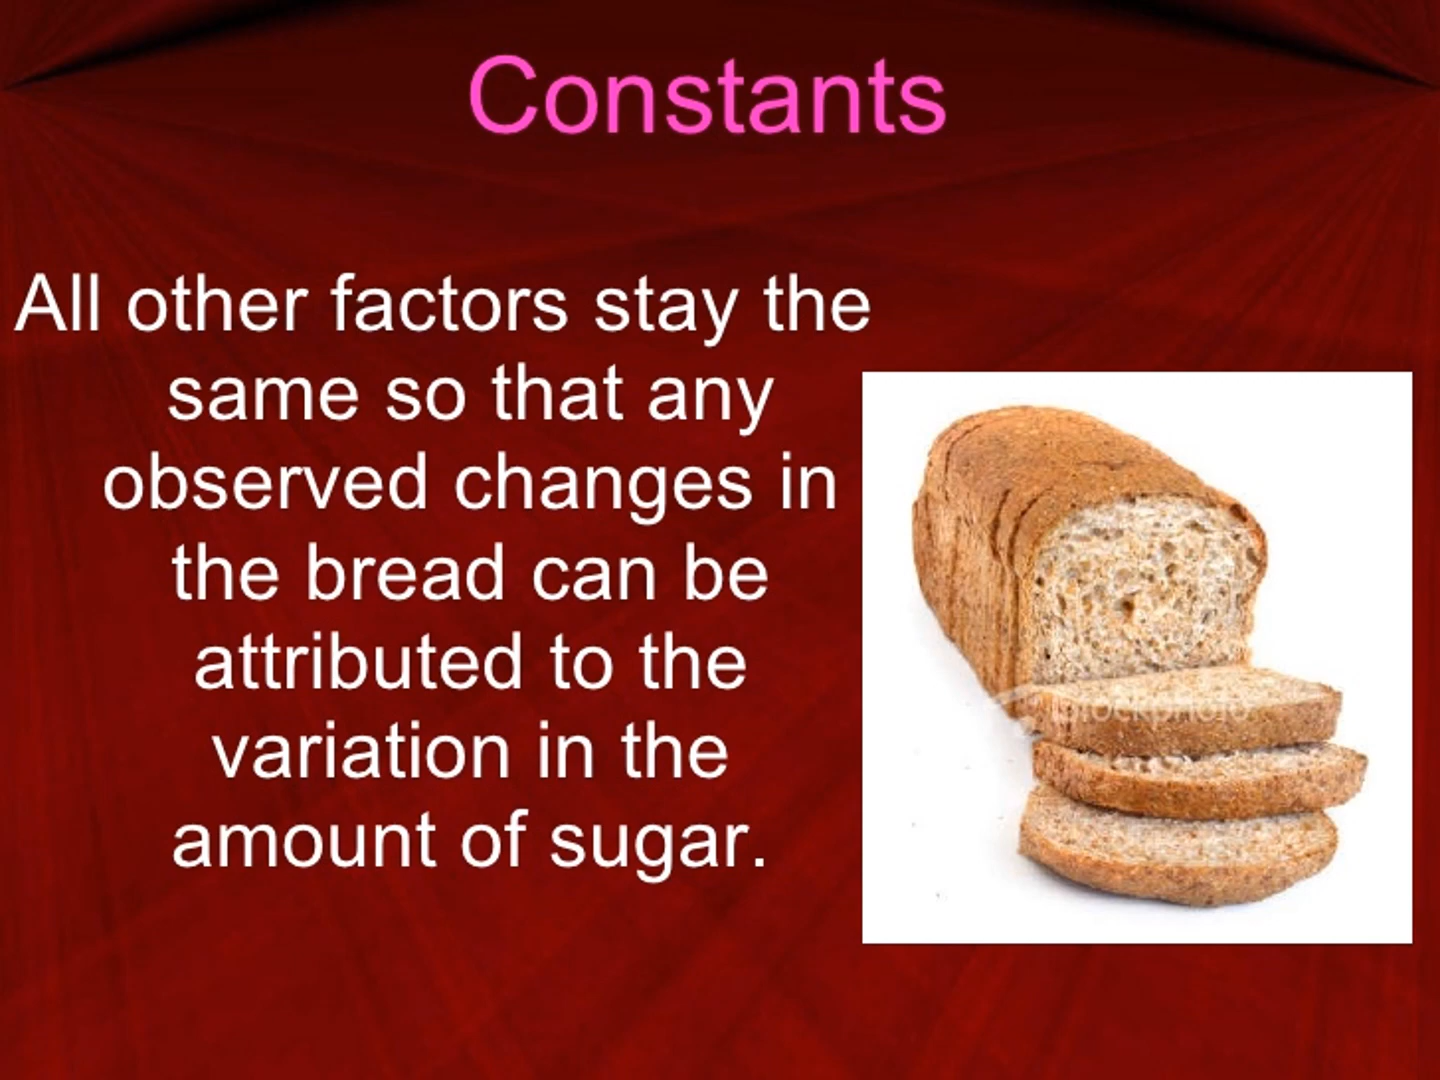 Constants
All other factors stay the
same so that any
observed changes in
the bread can be
attributed to the
variation in the
amount of sugar.
iStockphoto